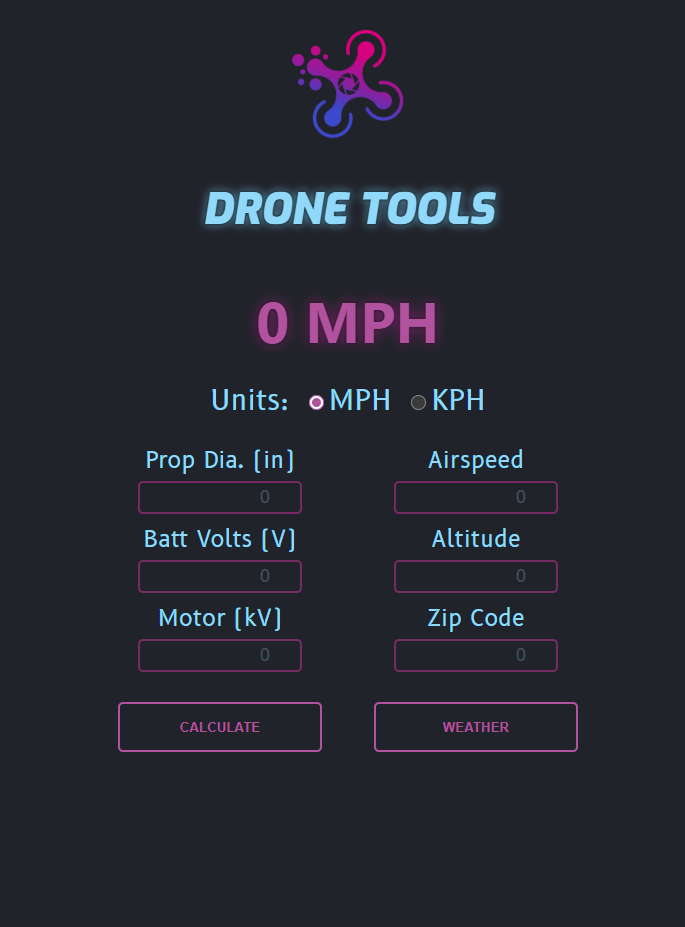 DRONE TOOLS
0 MPH
Units: MPH KPH
Prop Dia. (in) Airspeed
0 0
Batt Volts (V) Altitude
0 0
Motor (kV) Zip Code
0 0
CALCULATE WEATHER